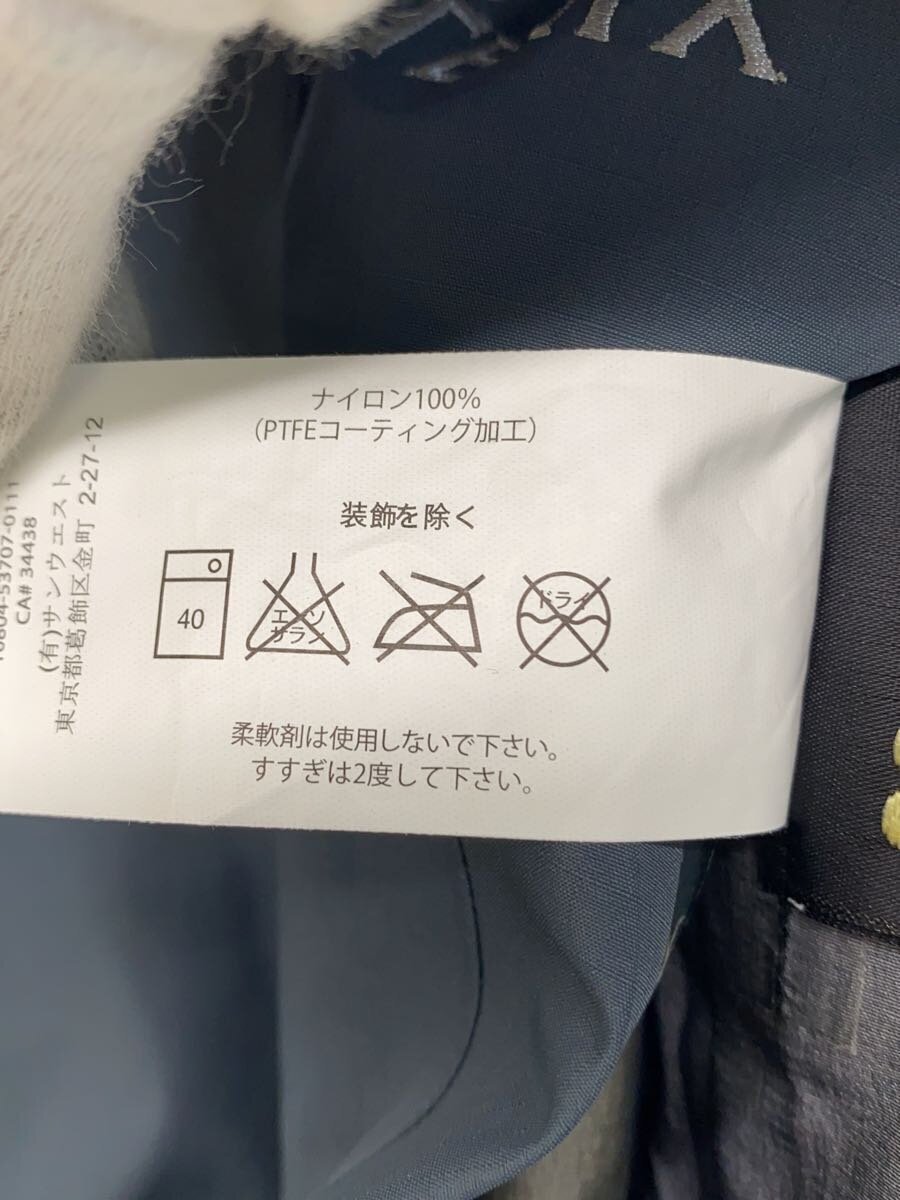 ナイロン100%
(PTFEコーティング加工)
装飾を除く
40
エンソ
サラシ
ドライ
柔軟剤は使用しないで下さい。
すすぎは2度して下さい。
CA# 34438
(有)サンウエスト
東京都葛飾区金町 2-27-12